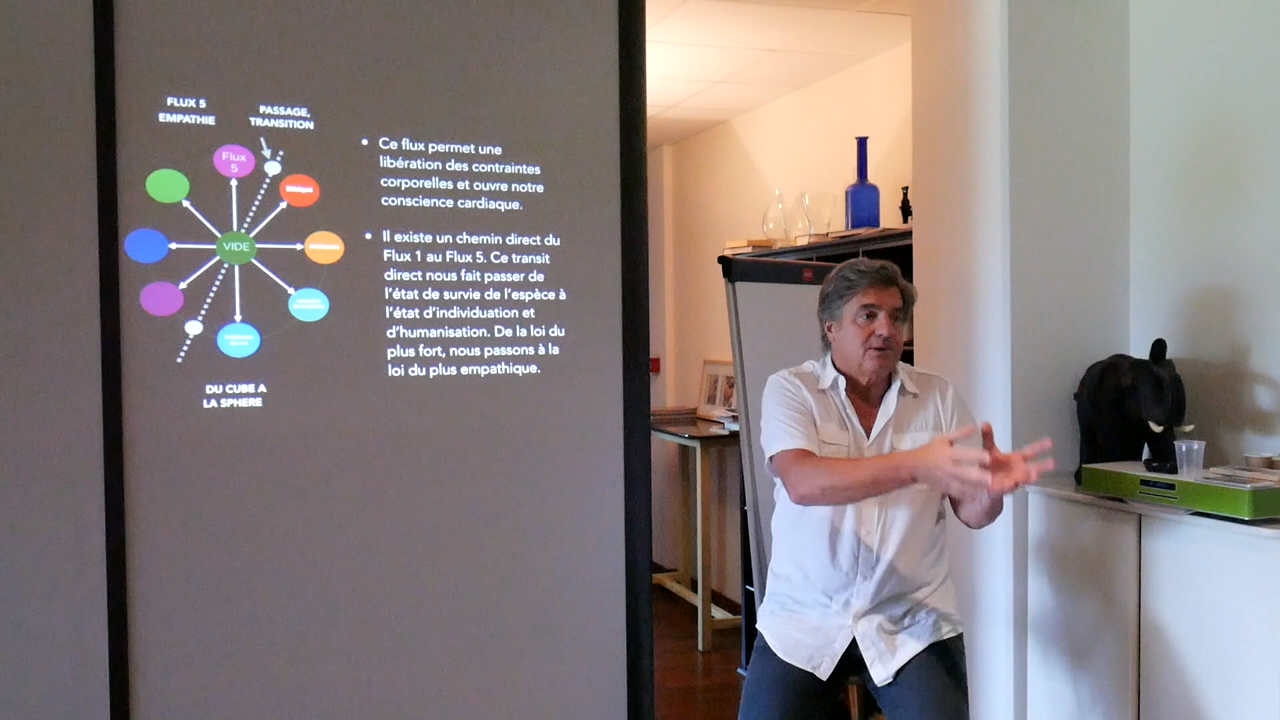 FLUX 5
EMPATHIE
PASSAGE,
TRANSITION
Flux
5
VIDE
DU CUBE A
LA SPHERE
• Ce flux permet une
libération des contraintes
corporelles et ouvre notre
conscience cardiaque.
• Il existe un chemin direct du
Flux 1 au Flux 5. Ce transit
direct nous fait passer de
l'état de survie de l'espèce à
l'état d'individuation et
d'humanisation. De la loi du
plus fort, nous passons à la
loi du plus empathique.